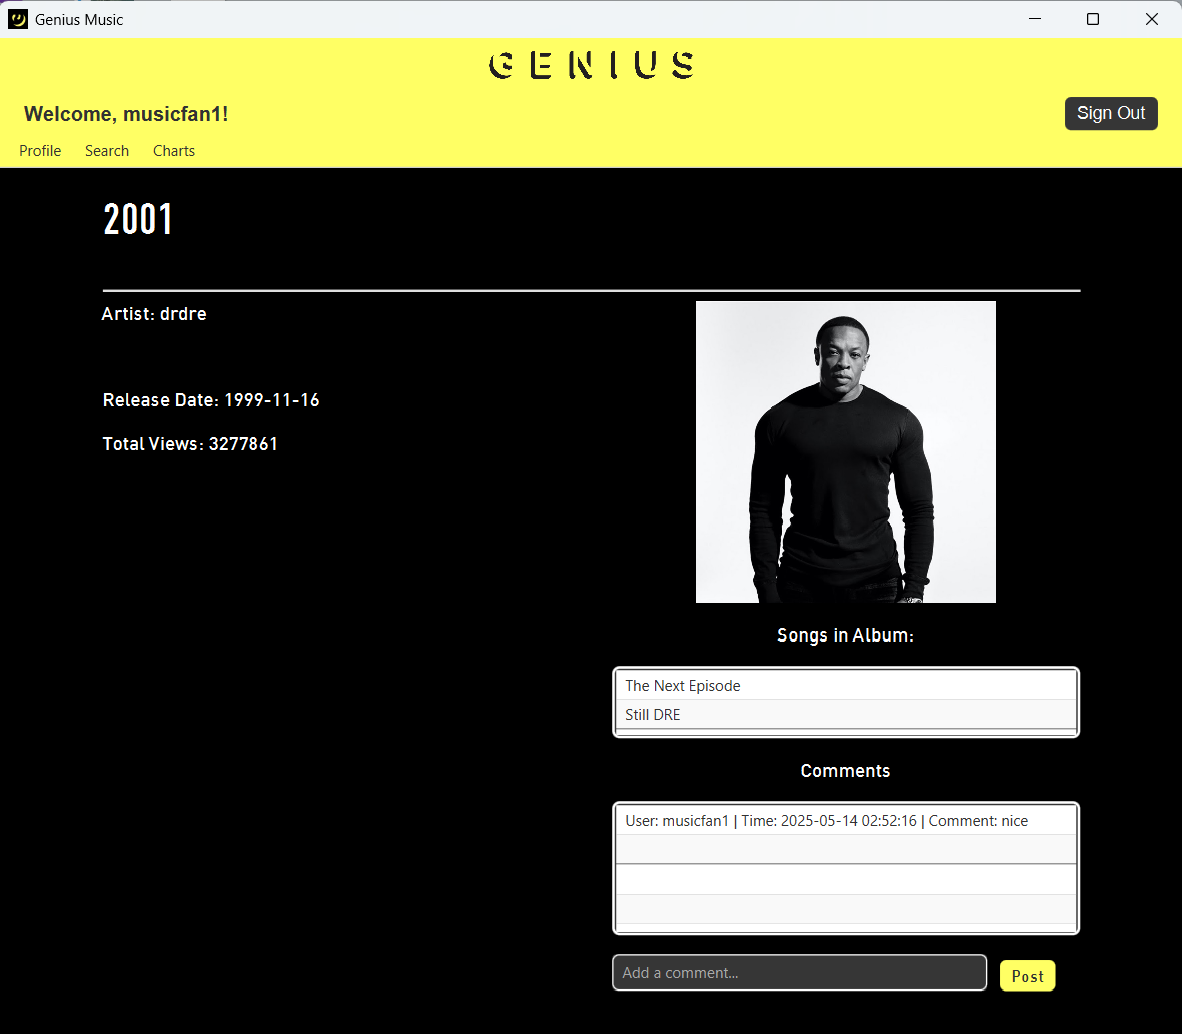 Genius Music
GENIUS
Welcome, musicfan1!
Sign Out
Profile Search Charts
2001
Artist: drdre
Release Date: 1999-11-16
Total Views: 3277861
Songs in Album:
The Next Episode
Still DRE
Comments
User: musicfan1 | Time: 2025-05-14 02:52:16 | Comment: nice
Add a comment...
Post